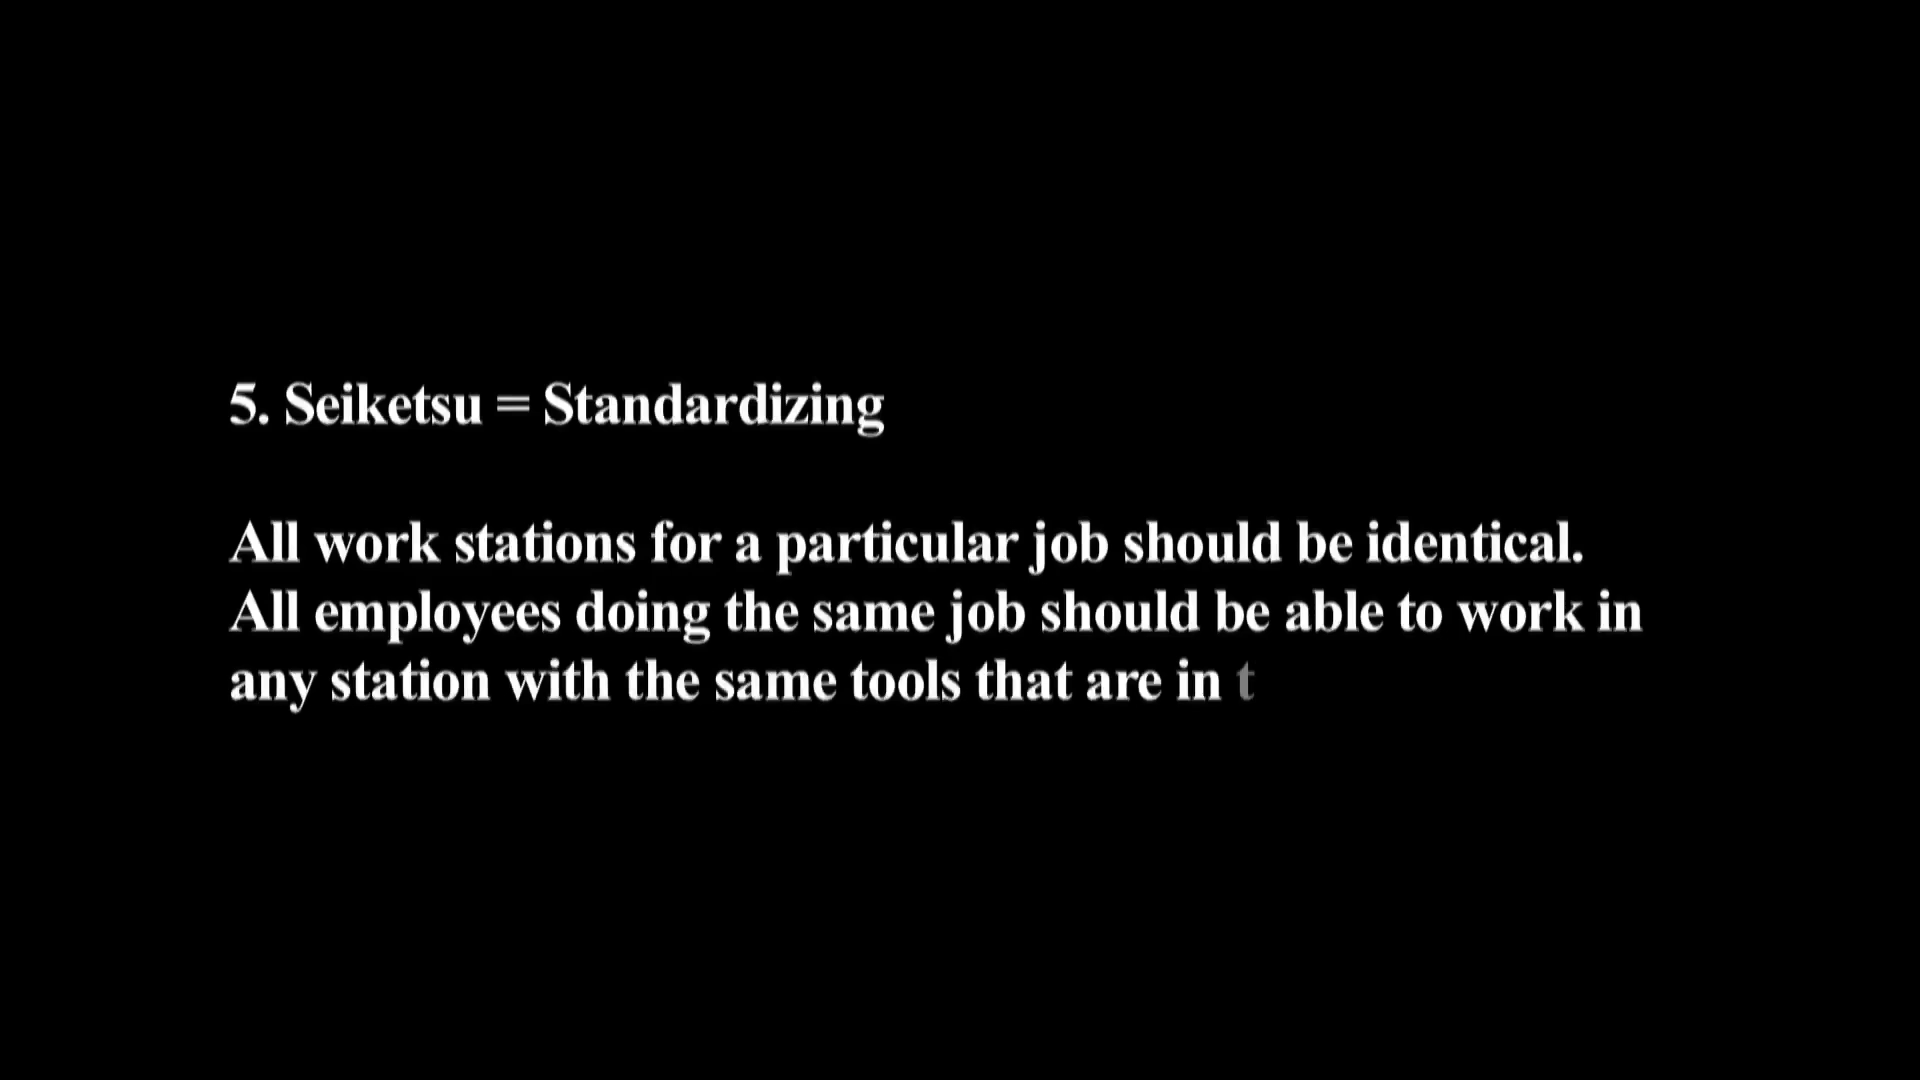 5. Seiketsu = Standardizing
All work stations for a particular job should be identical.
All employees doing the same job should be able to work in
any station with the same tools that are in t